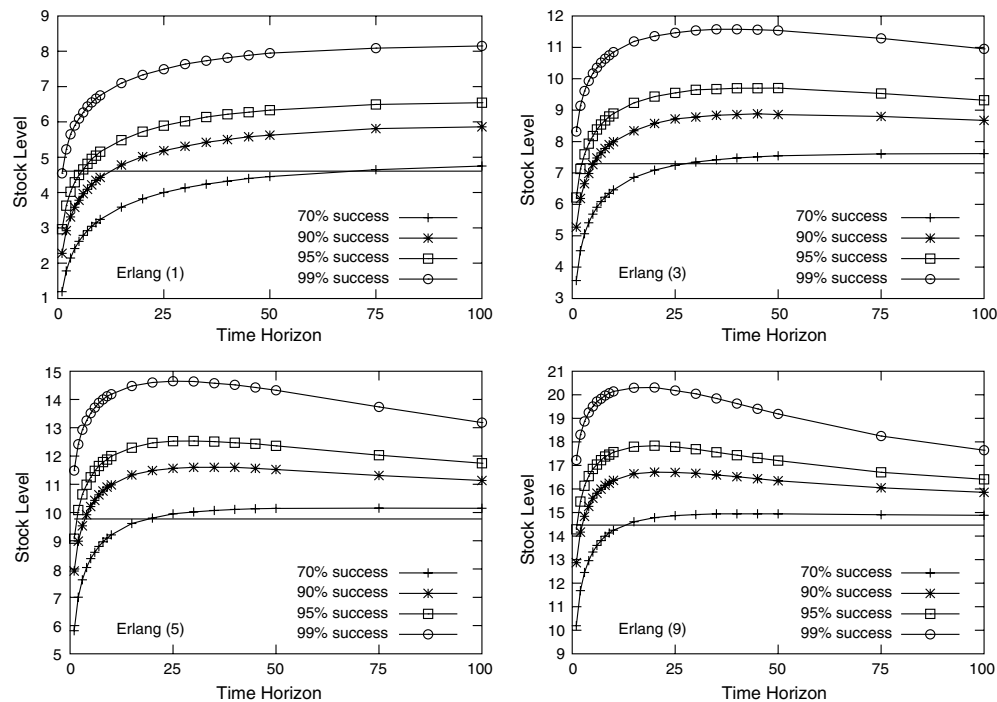 9
8
7
6
5
4
3
2
1
Stock Level
0
25
50
75
100
Time Horizon
70% success
90% success
95% success
99% success
Erlang (1)
12
11
10
9
8
7
6
5
4
3
Stock Level
0
25
50
75
100
Time Horizon
70% success
90% success
95% success
99% success
Erlang (3)
15
14
13
12
11
10
9
8
7
6
5
Stock Level
0
25
50
75
100
Time Horizon
70% success
90% success
95% success
99% success
Erlang (5)
21
20
19
18
17
16
15
14
13
12
11
10
9
Stock Level
0
25
50
75
100
Time Horizon
70% success
90% success
95% success
99% success
Erlang (9)